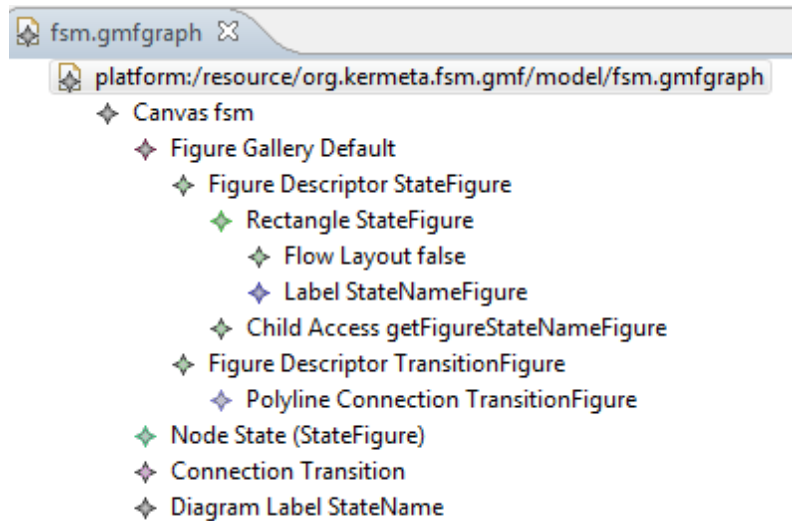 fsm.gmfgraph
platform:/resource/org.kermeta.fsm.gmf/model/fsm.gmfgraph
Canvas fsm
Figure Gallery Default
Figure Descriptor StateFigure
Rectangle StateFigure
Flow Layout false
Label StateNameFigure
Child Access getFigureStateNameFigure
Figure Descriptor TransitionFigure
Polyline Connection TransitionFigure
Node State (StateFigure)
Connection Transition
Diagram Label StateName